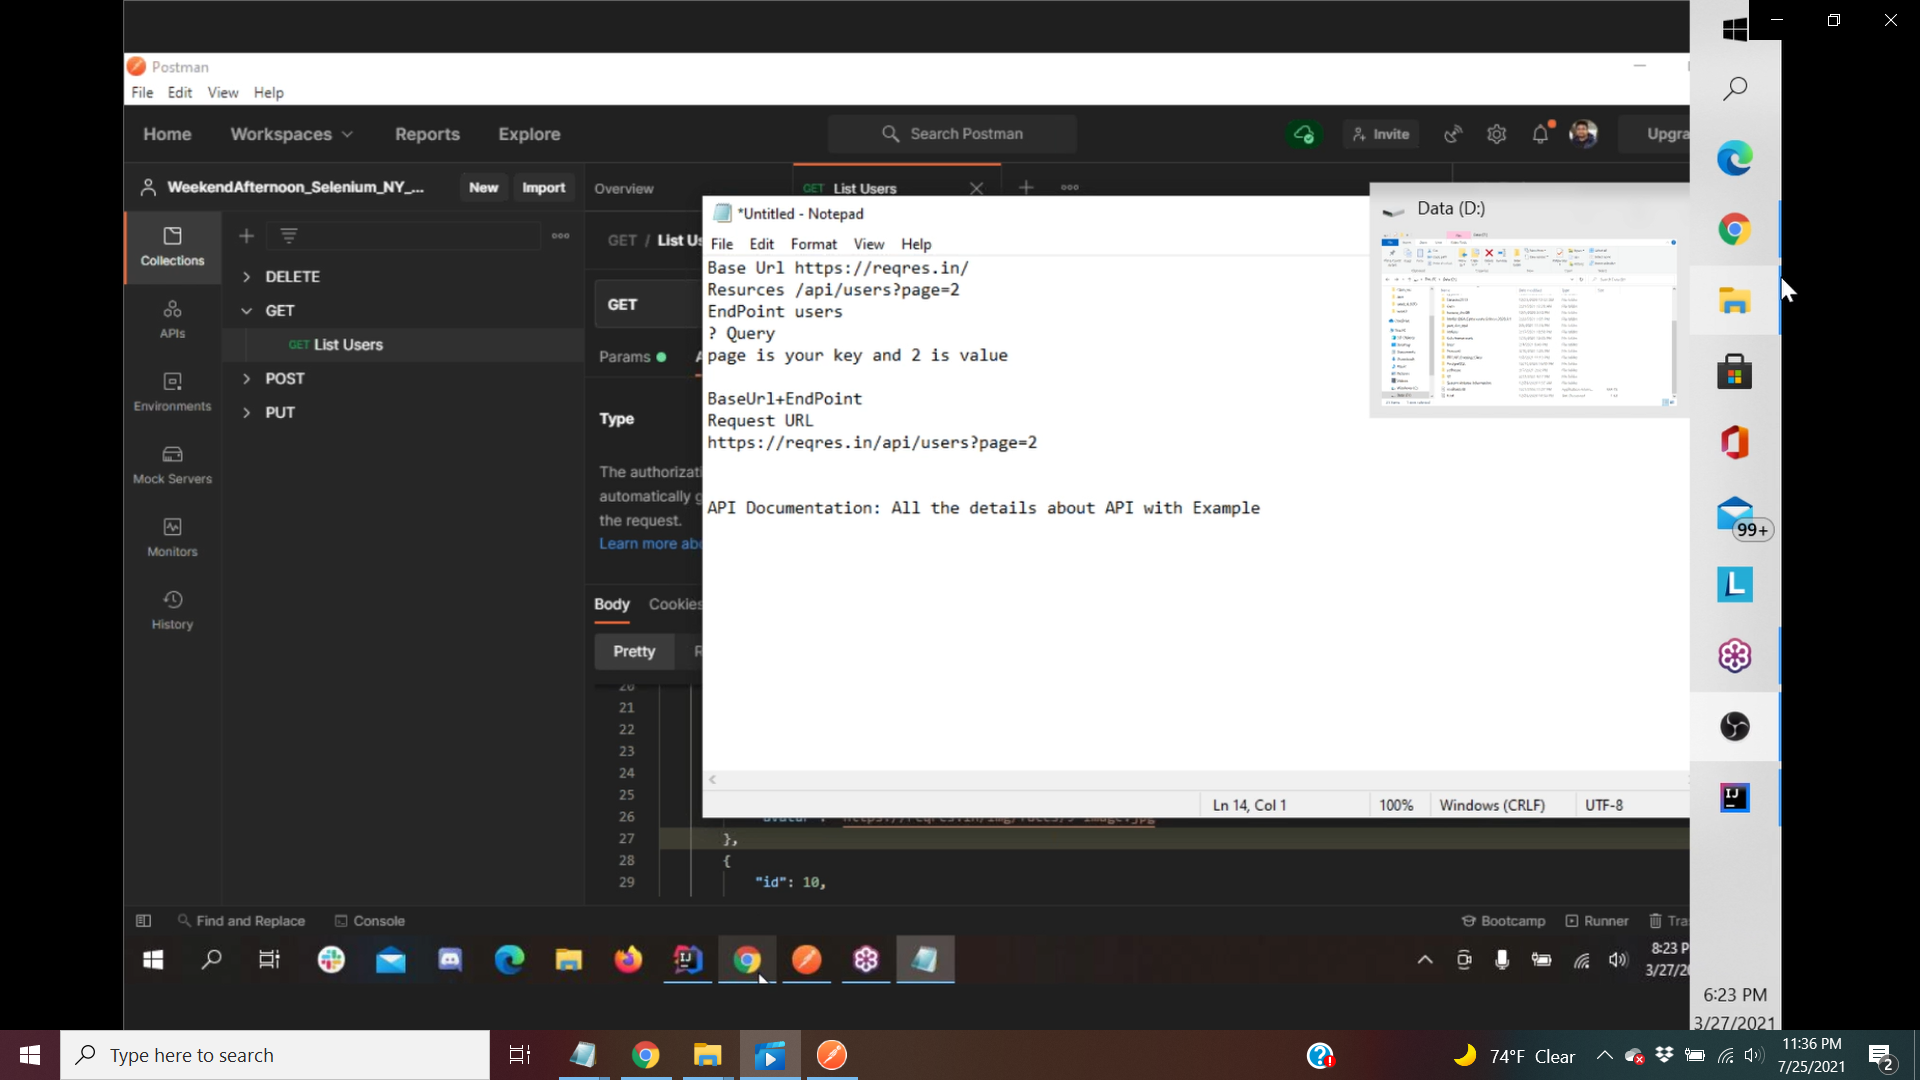 Postman
File Edit View Help
Home Workspaces Reports Explore Search Postman Invite Upgra
WeekendAfternoon_Selenium_NY_... New Import Overview GET List Users
Collections
APIs
Environments
Mock Servers
Monitors
History
DELETE
GET
GET List Users
POST
PUT
GET / List Us
GET
Params
Type
The authorizati
automatically g
the request.
Learn more abo
Body Cookies
Pretty
*Untitled - Notepad
File Edit Format View Help
Base Url https://reqres.in/
Resurces /api/users?page=2
EndPoint users
? Query
page is your key and 2 is value
BaseUrl+EndPoint
Request URL
https://reqres.in/api/users?page=2
API Documentation: All the details about API with Example
Ln 14, Col 1 100% Windows (CRLF) UTF-8
Data (D:)
20
21
22
23
24
25
26
27 },
28 {
29 "id": 10,
Find and Replace Console Bootcamp Runner Tra
8:23 P
3/27/20
99+
6:23 PM
3/27/2021
Type here to search
74°F Clear
11:36 PM
7/25/2021
2